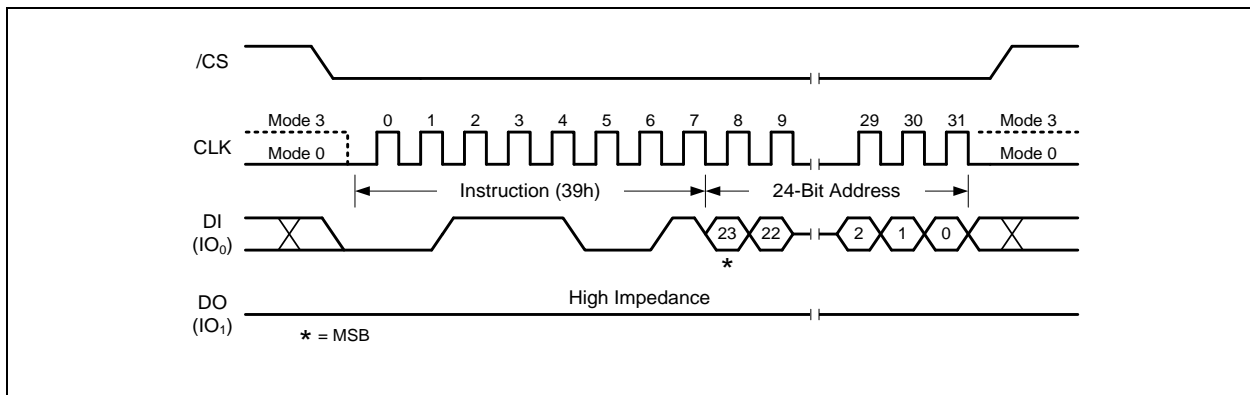 /CS
Mode 3
0 1 2 3 4 5 6 7 8 9 29 30 31
Mode 3
CLK
Mode 0
Mode 0
Instruction (39h)
24-Bit Address
DI
(IO₀)
23 22 2 1 0
*
High Impedance
DO
(IO₁)
* = MSB